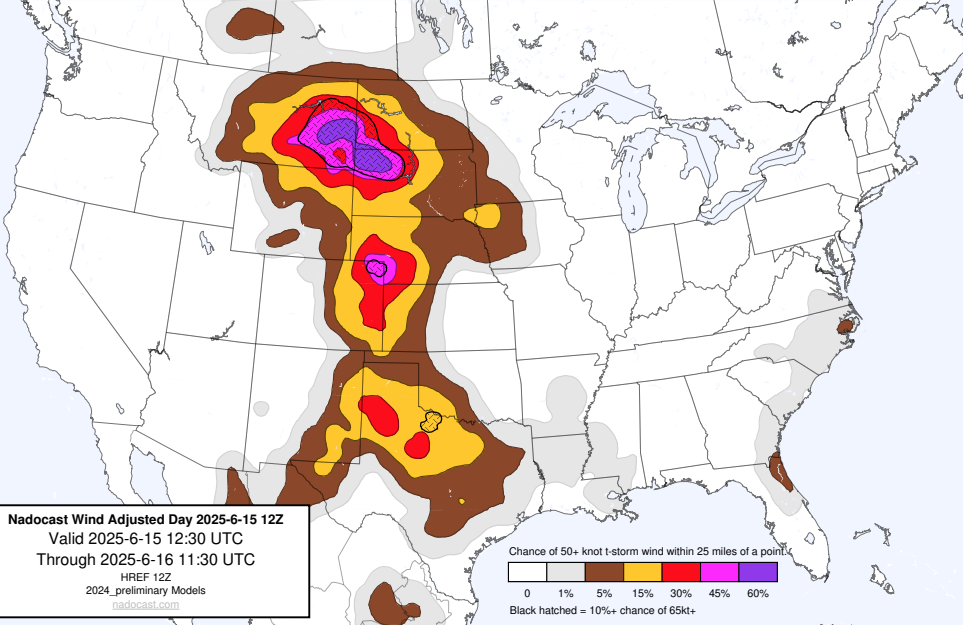 Nadocast Wind Adjusted Day 2025-6-15 12Z
Valid 2025-6-15 12:30 UTC
Through 2025-6-16 11:30 UTC
HREF 12Z
2024_preliminary Models
nadocast.com
Chance of 50+ knot t-storm wind within 25 miles of a point.
0 1% 5% 15% 30% 45% 60%
Black hatched = 10%+ chance of 65kt+